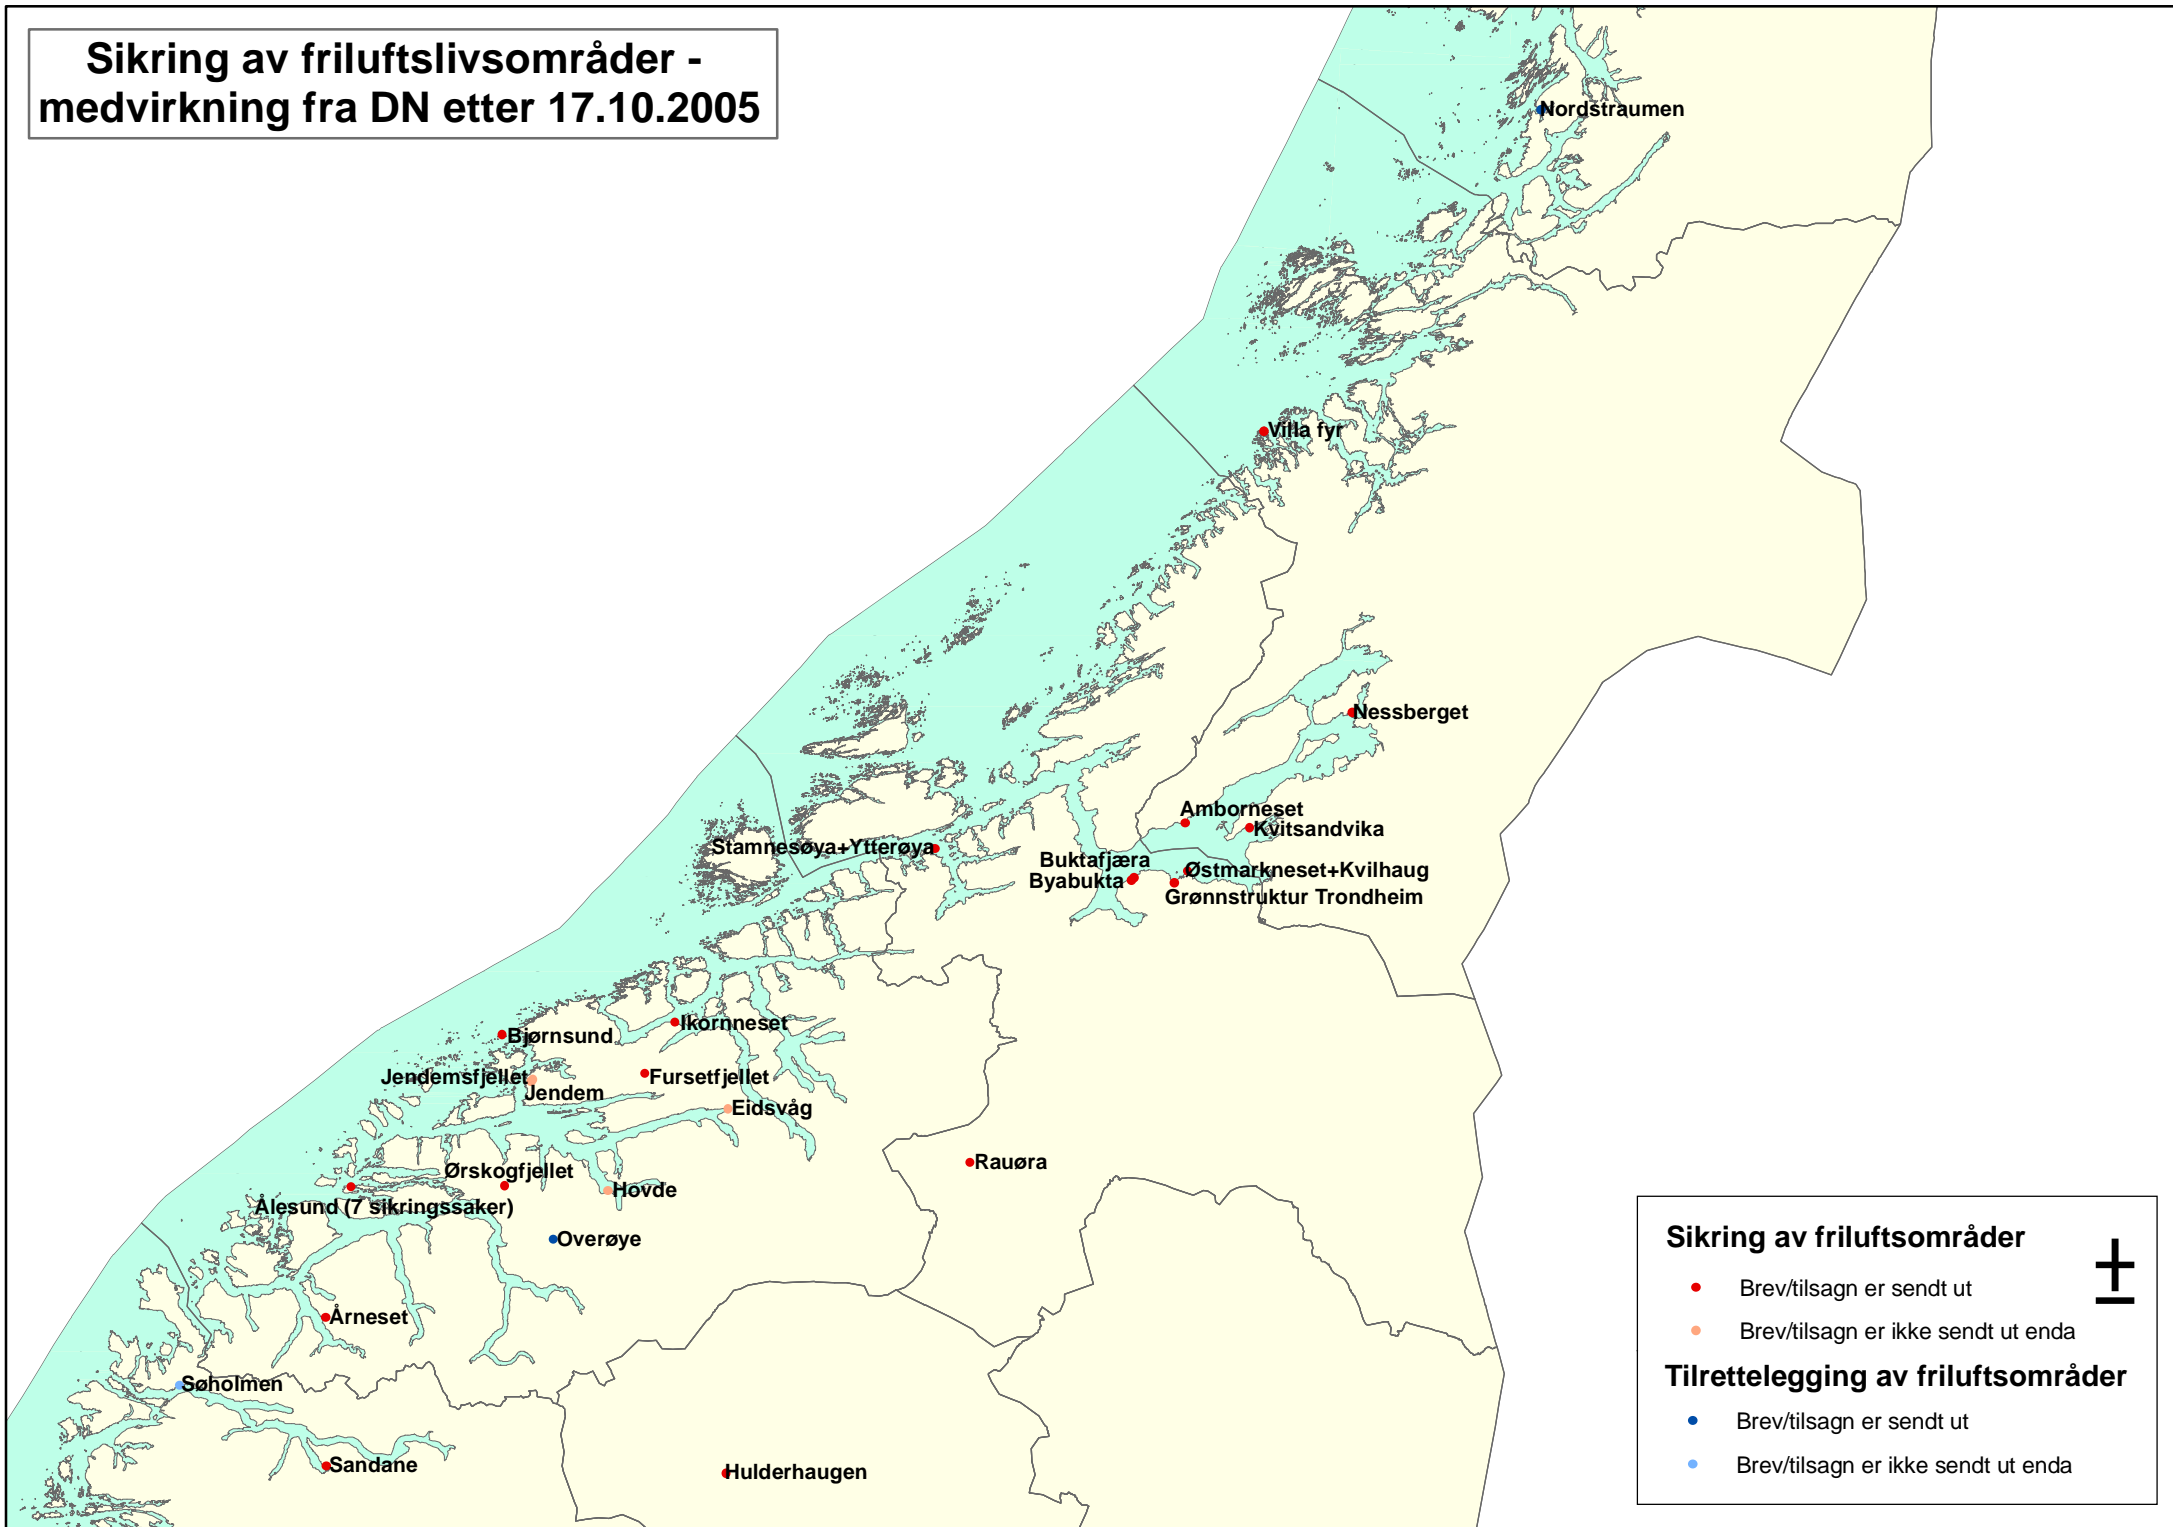 Sikring av friluftslivsområder -
medvirkning fra DN etter 17.10.2005
Nordstraumen
Villa fyr
Nessberget
Amborneset
Kvitsandvika
Stamnesøya+Ytterøya
Buktafjæra
Byabukta
Østmarkneset+Kvilhaug
Grønnstruktur Trondheim
Ikornneset
Bjørnsund
Jendemsfjellet
Jendem
Fursetfjellet
Eidsvåg
Rauøra
Ørskogfjellet
Hovde
Ålesund (7 sikringssaker)
Overøye
Årneset
Søholmen
Sandane
Hulderhaugen
Sikring av friluftsområder
±
Brev/tilsagn er sendt ut
Brev/tilsagn er ikke sendt ut enda
Tilrettelegging av friluftsområder
Brev/tilsagn er sendt ut
Brev/tilsagn er ikke sendt ut enda